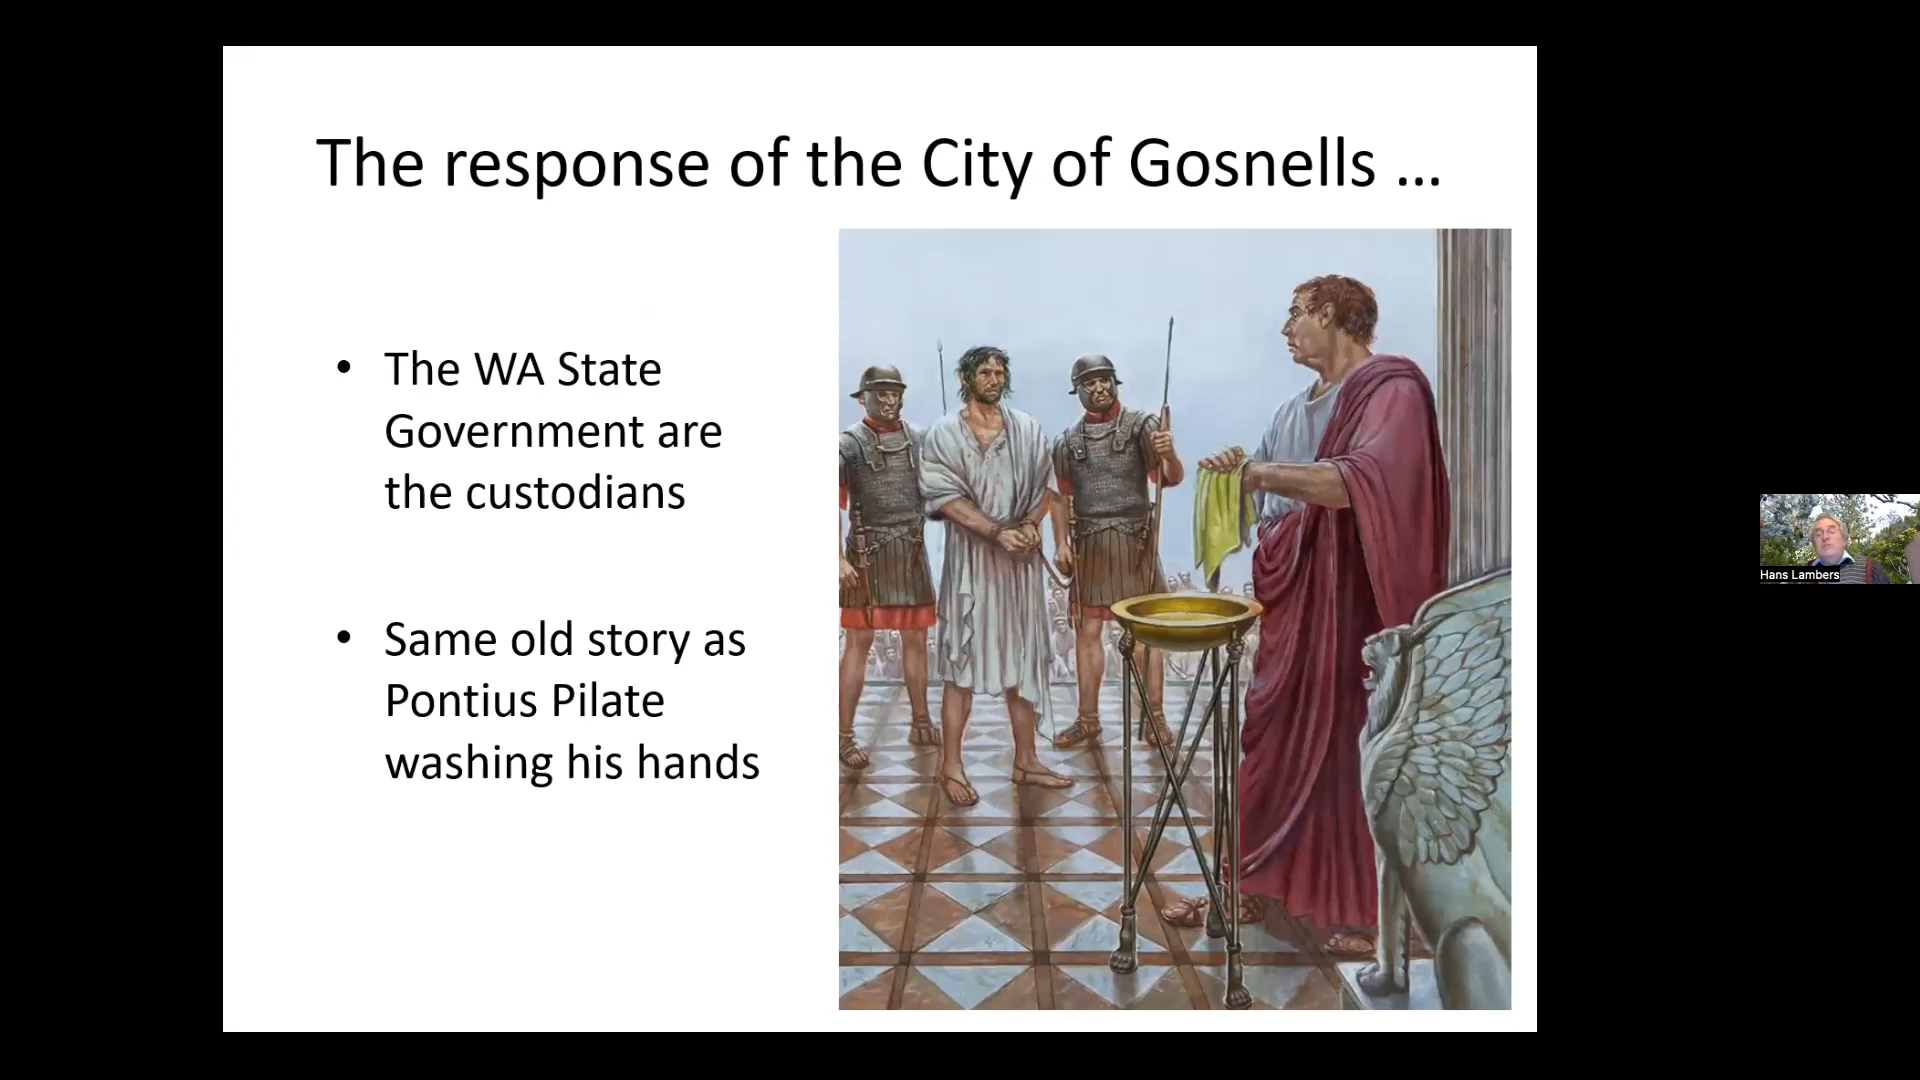 The response of the City of Gosnells ...
• The WA State
Government are
the custodians
• Same old story as
Pontius Pilate
washing his hands
Hans Lambers